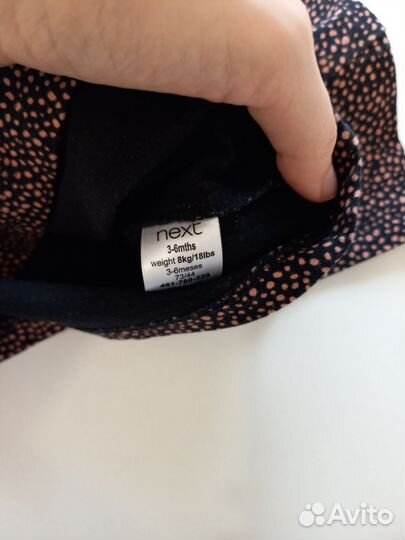 next
3-6mths
weight 8kg/18lbs
3-6meses
73/44
Avito